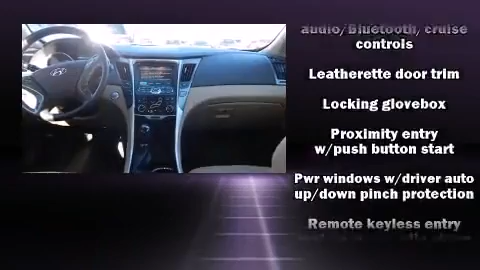 audio/Bluetooth, cruise
controls
Leatherette door trim
Locking glovebox
Proximity entry
w/push button start
Pwr windows w/driver auto
up/down pinch protection
Remote keyless entry